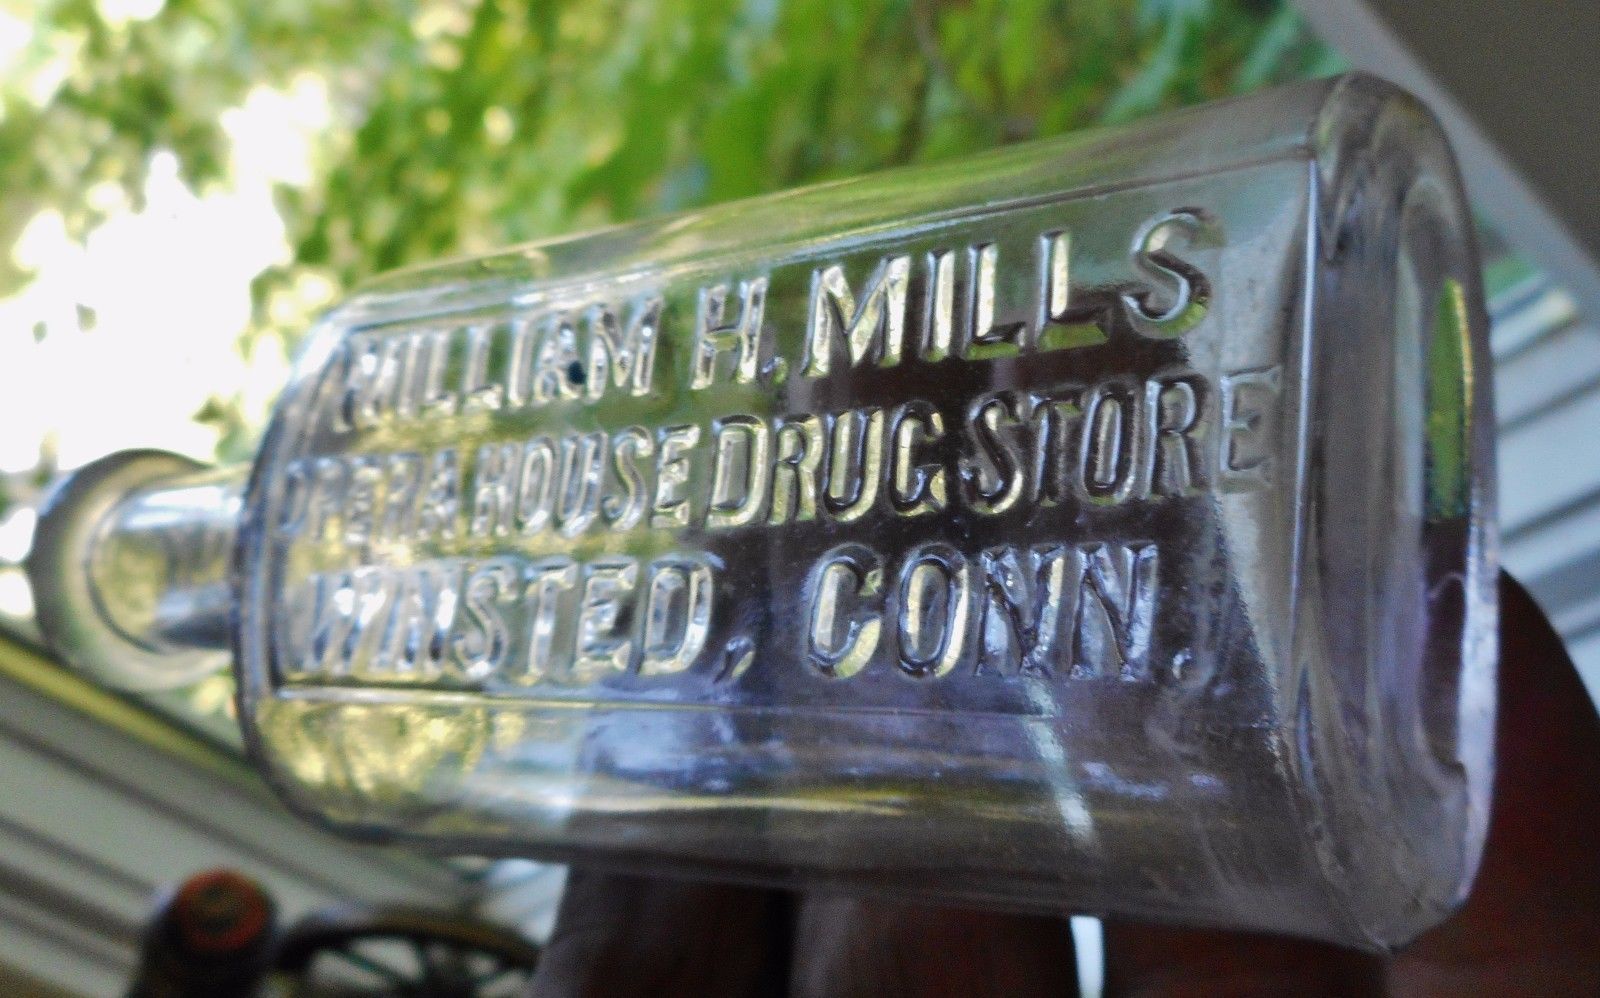 WILLIAM H. MILLS
OPERA HOUSE DRUG STORE
WINSTED, CONN.